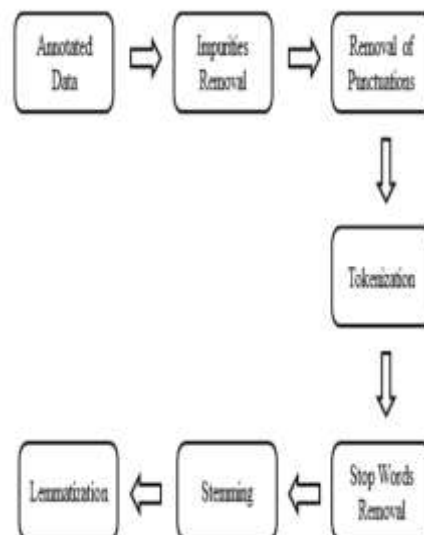 Annotated
Data
Impurities
Removal
Removal of
Punctuations
Tokenization
Stop Words
Removal
Stemming
Lemmatization